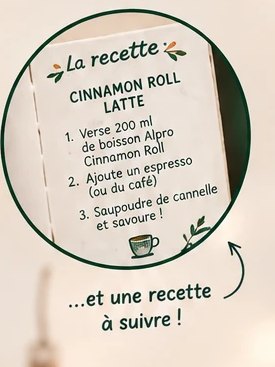 La recette:
CINNAMON ROLL
LATTE
1. Verse 200 ml
de boisson Alpro
Cinnamon Roll
2. Ajoute un espresso
(ou du café)
3. Saupoudre de cannelle
et savoure !
...et une recette
à suivre !